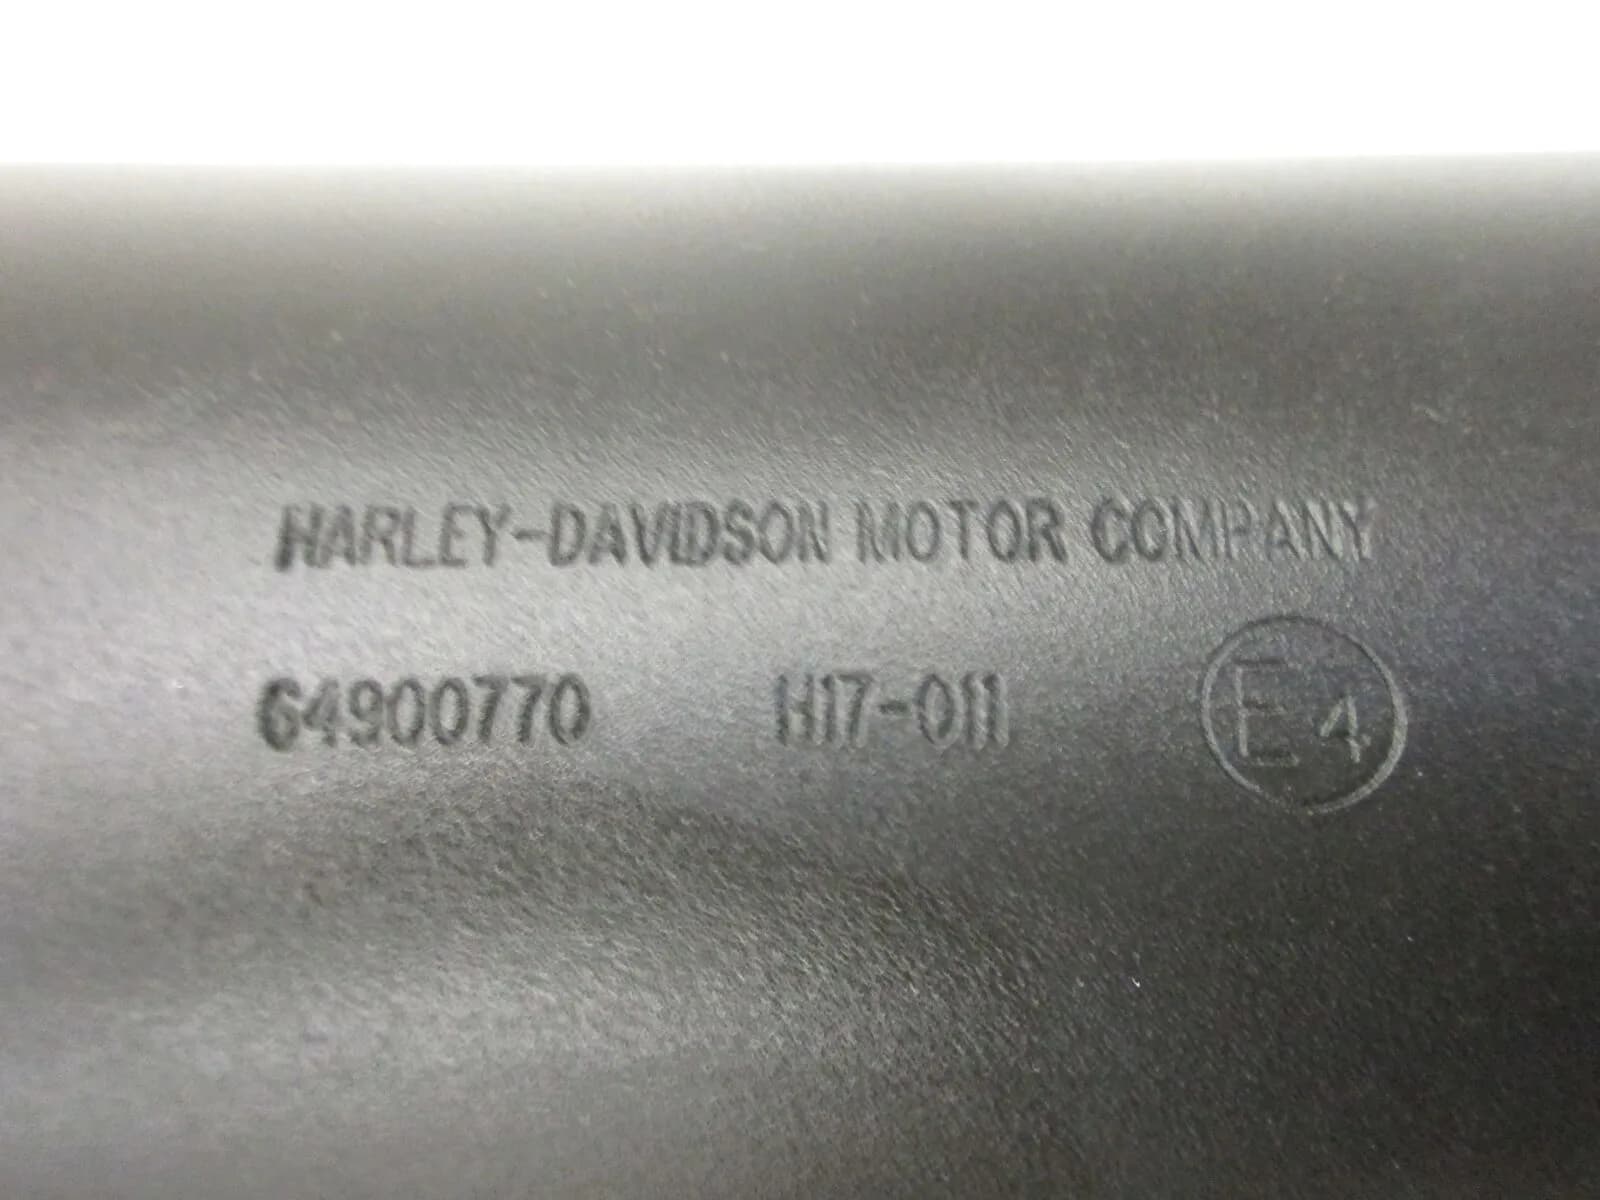 HARLEY-DAVIDSON MOTOR COMPANY
64900770 H17-011 E4